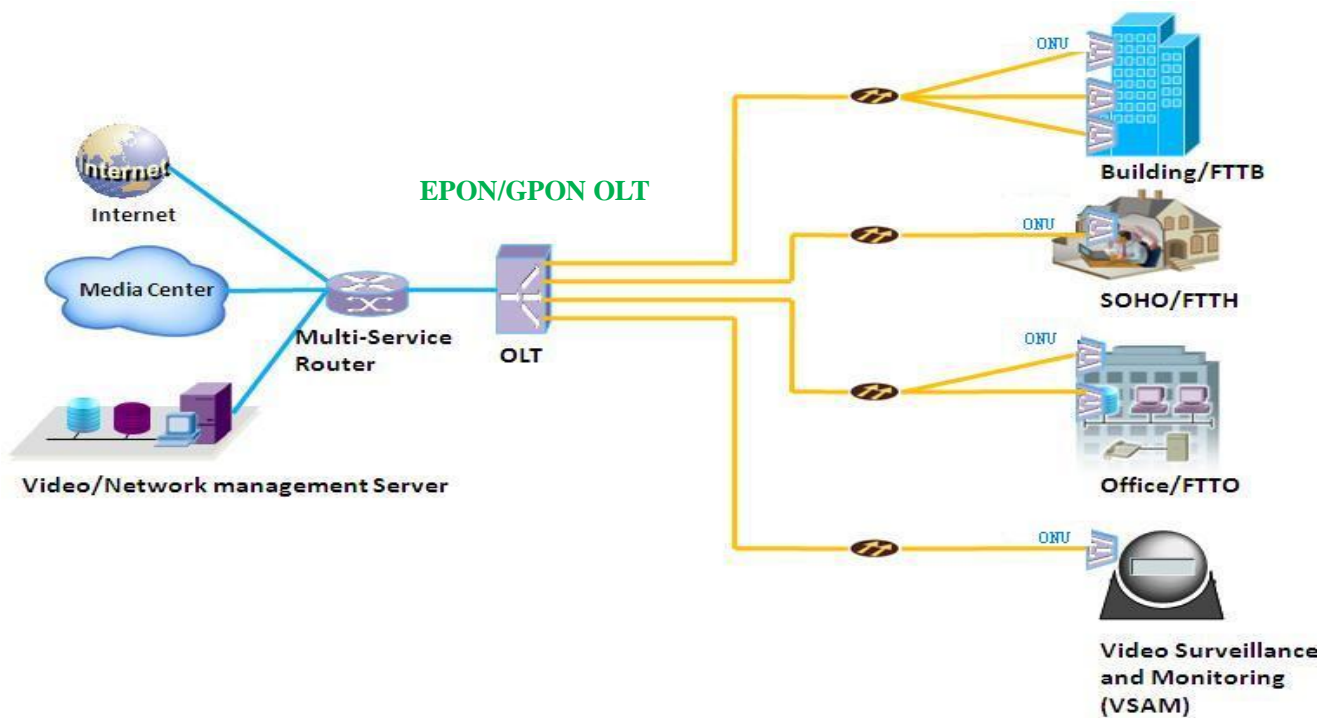 ONU
Building/FTTB
Internet
Internet
EPON/GPON OLT
ONU
SOHO/FTTH
Media Center
Multi-Service
Router
OLT
ONU
Video/Network management Server
Office/FTTO
ONU
Video Surveillance
and Monitoring
(VSAM)